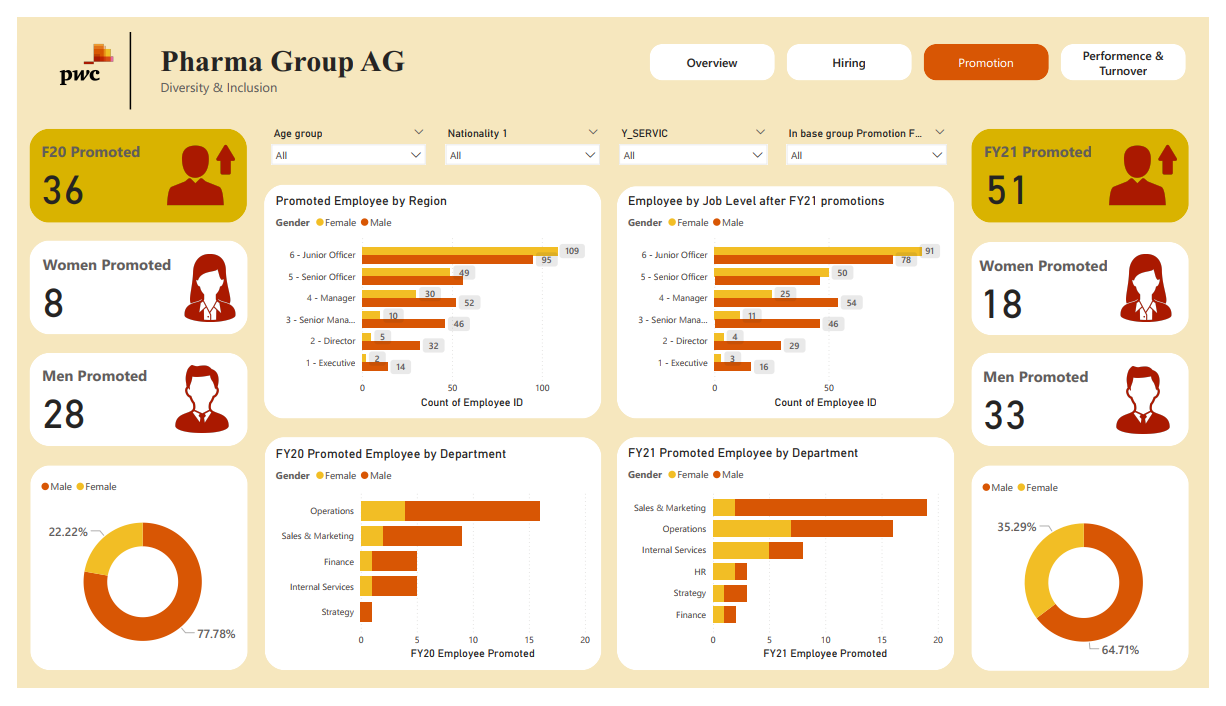 pwc
Pharma Group AG
Diversity & Inclusion
Overview
Hiring
Promotion
Performence &
Turnover
F20 Promoted
36
Women Promoted
8
Men Promoted
28
Male Female
22.22%
77.78%
Age group
All
Nationality 1
All
Y_SERVIC
All
In base group Promotion F...
All
Promoted Employee by Region
Gender Female Male
6 - Junior Officer 109
95
5 - Senior Officer 49
4 - Manager 30
52
3 - Senior Mana... 10
46
2 - Director 5
32
1 - Executive 2
14
0 50 100
Count of Employee ID
Employee by Job Level after FY21 promotions
Gender Female Male
6 - Junior Officer 91
78
5 - Senior Officer 50
4 - Manager 25
54
3 - Senior Mana... 11
46
2 - Director 4
29
1 - Executive 3
16
0 50
Count of Employee ID
FY20 Promoted Employee by Department
Gender Female Male
Operations
Sales & Marketing
Finance
Internal Services
Strategy
0 5 10 15 20
FY20 Employee Promoted
FY21 Promoted Employee by Department
Gender Female Male
Sales & Marketing
Operations
Internal Services
HR
Strategy
Finance
0 5 10 15 20
FY21 Employee Promoted
FY21 Promoted
51
Women Promoted
18
Men Promoted
33
Male Female
35.29%
64.71%